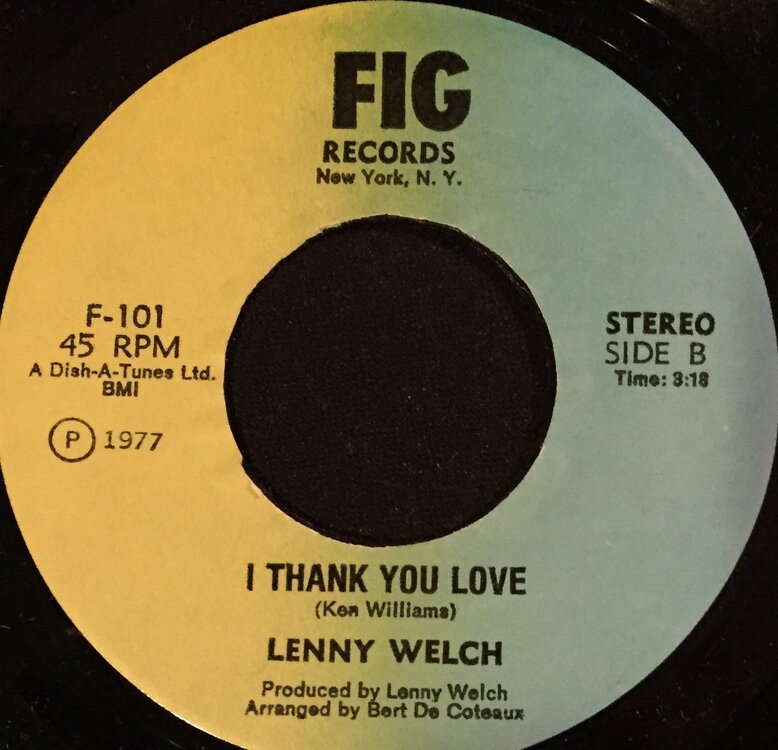 FIG
RECORDS
New York, N. Y.
F-101
45 RPM
A Dish-A-Tunes Ltd.
BMI
Ⓟ 1977
STEREO
SIDE B
Time: 3:18
I THANK YOU LOVE
(Ken Williams)
LENNY WELCH
Produced by Lenny Welch
Arranged by Bert De Coteaux